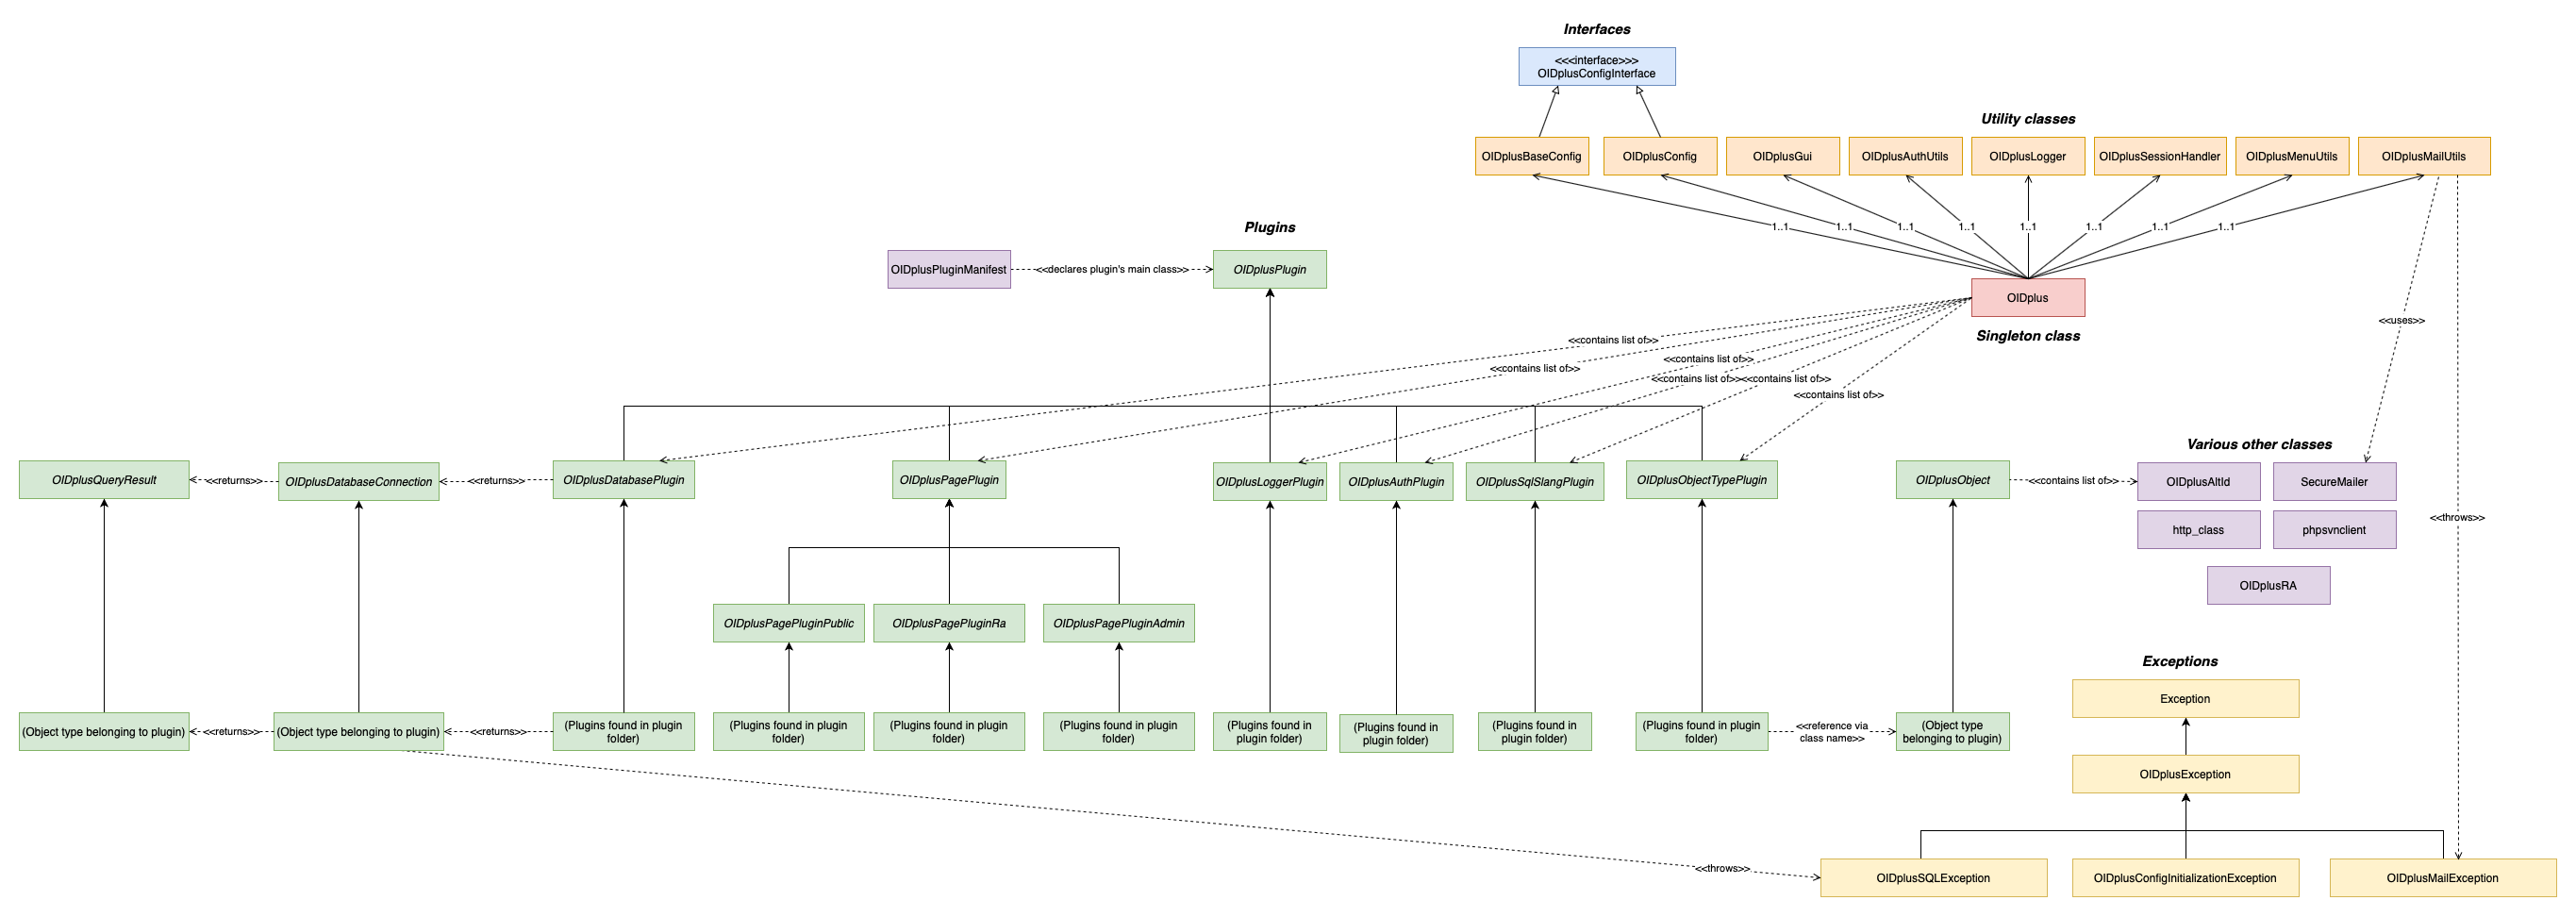 Interfaces
<<<interface>>>
OIDplusConfigInterface
Utility classes
OIDplusBaseConfig
OIDplusConfig
OIDplusGui
OIDplusAuthUtils
OIDplusLogger
OIDplusSessionHandler
OIDplusMenuUtils
OIDplusMailUtils
1..1
1..1
1..1
1..1
1..1
1..1
1..1
1..1
Plugins
OIDplusPluginManifest
<<declares plugin's main class>>
OIDplusPlugin
OIDplus
Singleton class
<<uses>>
<<contains list of>>
<<contains list of>>
<<contains list of>>
<<contains list of>>
<<contains list of>>
<<contains list of>>
Various other classes
OIDplusQueryResult
<<returns>>
OIDplusDatabaseConnection
<<returns>>
OIDplusDatabasePlugin
OIDplusPagePlugin
OIDplusLoggerPlugin
OIDplusAuthPlugin
OIDplusSqlSlangPlugin
OIDplusObjectTypePlugin
OIDplusObject
<<contains list of>>
OIDplusAltId
SecureMailer
http_class
phpsvnclient
<<throws>>
OIDplusRA
OIDplusPagePluginPublic
OIDplusPagePluginRa
OIDplusPagePluginAdmin
Exceptions
Exception
(Object type belonging to plugin)
<<returns>>
(Object type belonging to plugin)
<<returns>>
(Plugins found in plugin
folder)
(Plugins found in plugin
folder)
(Plugins found in plugin
folder)
(Plugins found in plugin
folder)
(Plugins found in
plugin folder)
(Plugins found in
plugin folder)
(Plugins found in
plugin folder)
(Plugins found in plugin
folder)
<<reference via
class name>>
(Object type
belonging to plugin)
OIDplusException
<<throws>>
OIDplusSQLException
OIDplusConfigInitializationException
OIDplusMailException